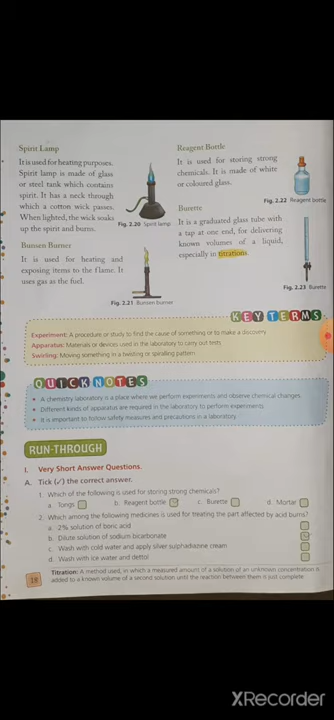 Spirit Lamp
It is used for heating purposes.
Spirit lamp is made of glass
or steel tank which contains
spirit. It has a neck through
which a cotton wick passes.
When lighted, the wick soaks
up the spirit and burns.
Fig. 2.20 Spirit lamp
Bunsen Burner
It is used for heating and
exposing items to the flame. It
uses gas as the fuel.
Fig. 2.21 Bunsen burner
Reagent Bottle
It is used for storing strong
chemicals. It is made of white
or coloured glass.
Fig. 2.22 Reagent bottle
Burette
It is a graduated glass tube with
a tap at one end, for delivering
known volumes of a liquid,
especially in titrations.
Fig. 2.23 Burette
KEY TERMS
Experiment: A procedure or study to find the cause of something or to make a discovery
Apparatus: Materials or devices used in the laboratory to carry out tests
Swirling: Moving something in a twisting or spiralling pattern
QUICK NOTES
• A chemistry laboratory is a place where we perform experiments and observe chemical changes.
• Different kinds of apparatus are required in the laboratory to perform experiments.
• It is important to follow safety measures and precautions in a laboratory.
RUN-THROUGH
I. Very Short Answer Questions.
A. Tick (✓) the correct answer.
1. Which of the following is used for storing strong chemicals?
a. Tongs b. Reagent bottle ✓ c. Burette d. Mortar
2. Which among the following medicines is used for treating the part affected by acid burns?
a. 2% solution of boric acid
b. Dilute solution of sodium bicarbonate ✓
c. Wash with cold water and apply silver sulphadiazine cream
d. Wash with ice water and dettol
18
Titration: A method used, in which a measured amount of a solution of an unknown concentration is
added to a known volume of a second solution until the reaction between them is just complete.
XRecorder